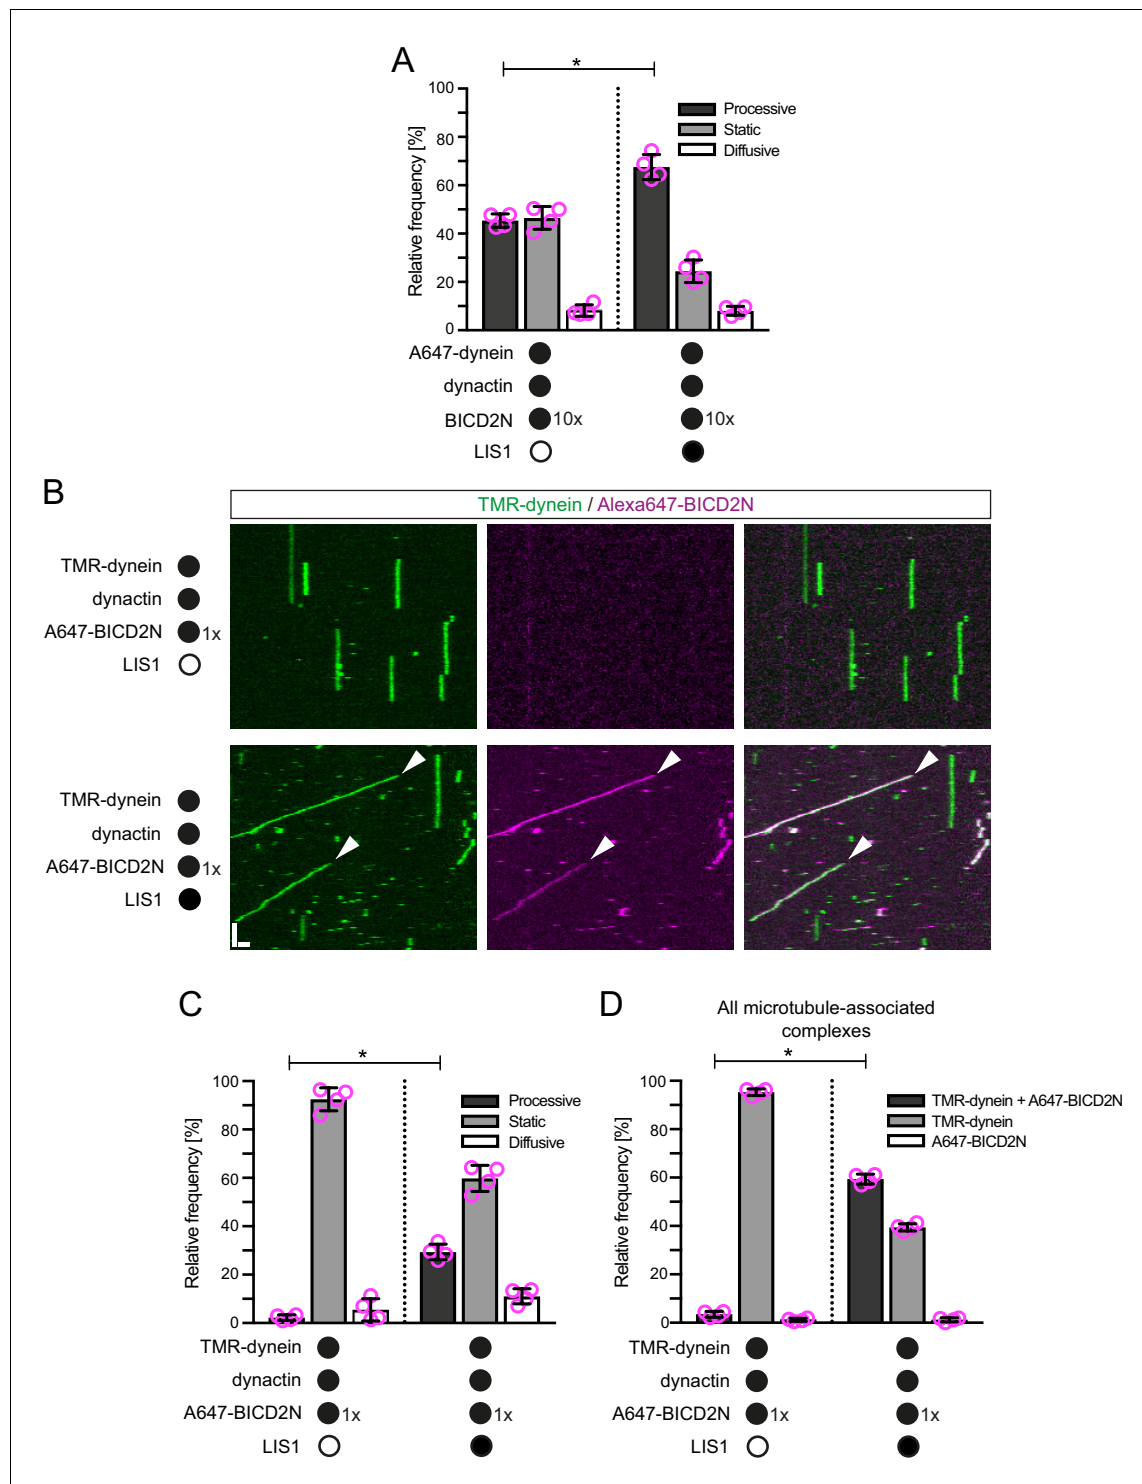 A
*
100
80
60
40
20
0
Relative frequency [%]
Processive
Static
Diffusive
A647-dynein
dynactin
BICD2N 10x 10x
LIS1
B
TMR-dynein / Alexa647-BICD2N
TMR-dynein
dynactin
A647-BICD2N 1x
LIS1
TMR-dynein
dynactin
A647-BICD2N 1x
LIS1
C
*
100
80
60
40
20
0
Relative frequency [%]
Processive
Static
Diffusive
TMR-dynein
dynactin
A647-BICD2N 1x 1x
LIS1
D
All microtubule-associated
complexes
*
100
80
60
40
20
0
Relative frequency [%]
TMR-dynein + A647-BICD2N
TMR-dynein
A647-BICD2N
TMR-dynein
dynactin
A647-BICD2N 1x 1x
LIS1